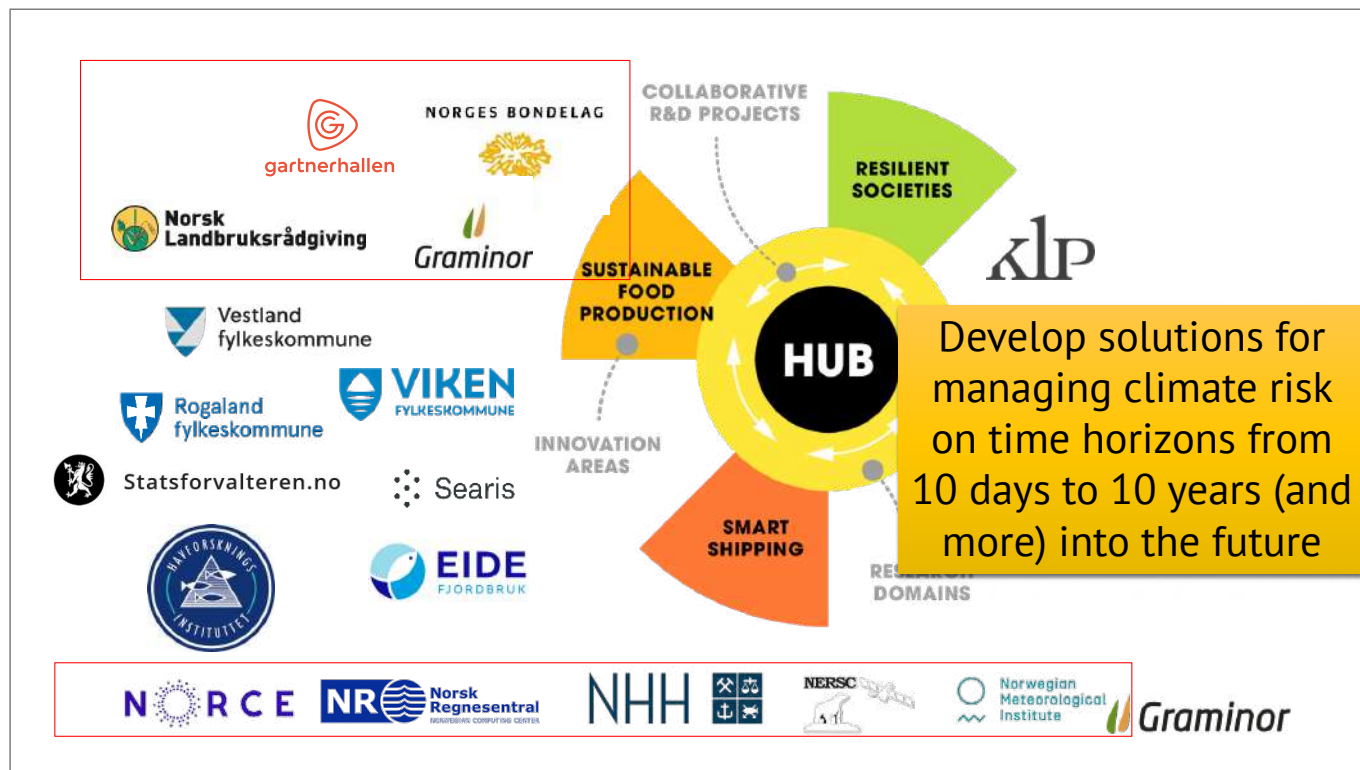 COLLABORATIVE
R&D PROJECTS
gartnerhallen
NORGES BONDELAG
Norsk
Landbruksrådgiving
Graminor
RESILIENT
SOCIETIES
klp
SUSTAINABLE
FOOD
PRODUCTION
HUB
Develop solutions for
managing climate risk
on time horizons from
10 days to 10 years (and
more) into the future
Vestland
fylkeskommune
Rogaland
fylkeskommune
VIKEN
FYLKESKOMMUNE
INNOVATION
AREAS
Statsforvalteren.no
Searis
SMART
SHIPPING
RESEARCH
DOMAINS
HAVFORSKNINGS
INSTITUTTET
EIDE
FJORDBRUK
NORCE
NR Norsk
Regnesentral
NORWEGIAN COMPUTING CENTER
NHH
NERSC
Norwegian
Meteorological
Institute
Graminor